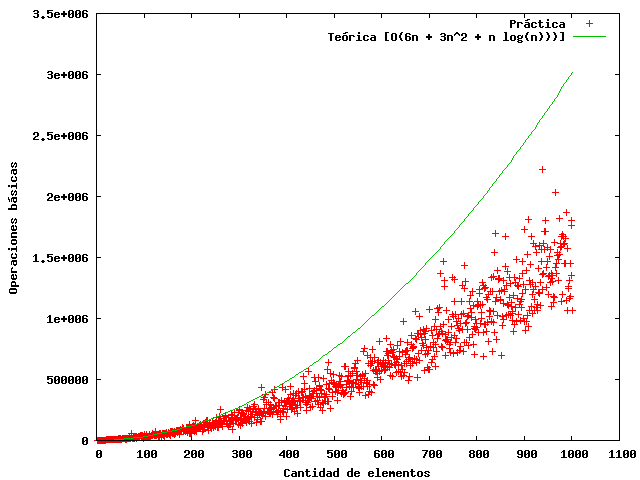 3.5e+006
Práctica
Teórica [O(6n + 3n^2 + n log(n)))]
3e+006
2.5e+006
2e+006
Operaciones básicas
1.5e+006
1e+006
500000
0
0 100 200 300 400 500 600 700 800 900 1000 1100
Cantidad de elementos